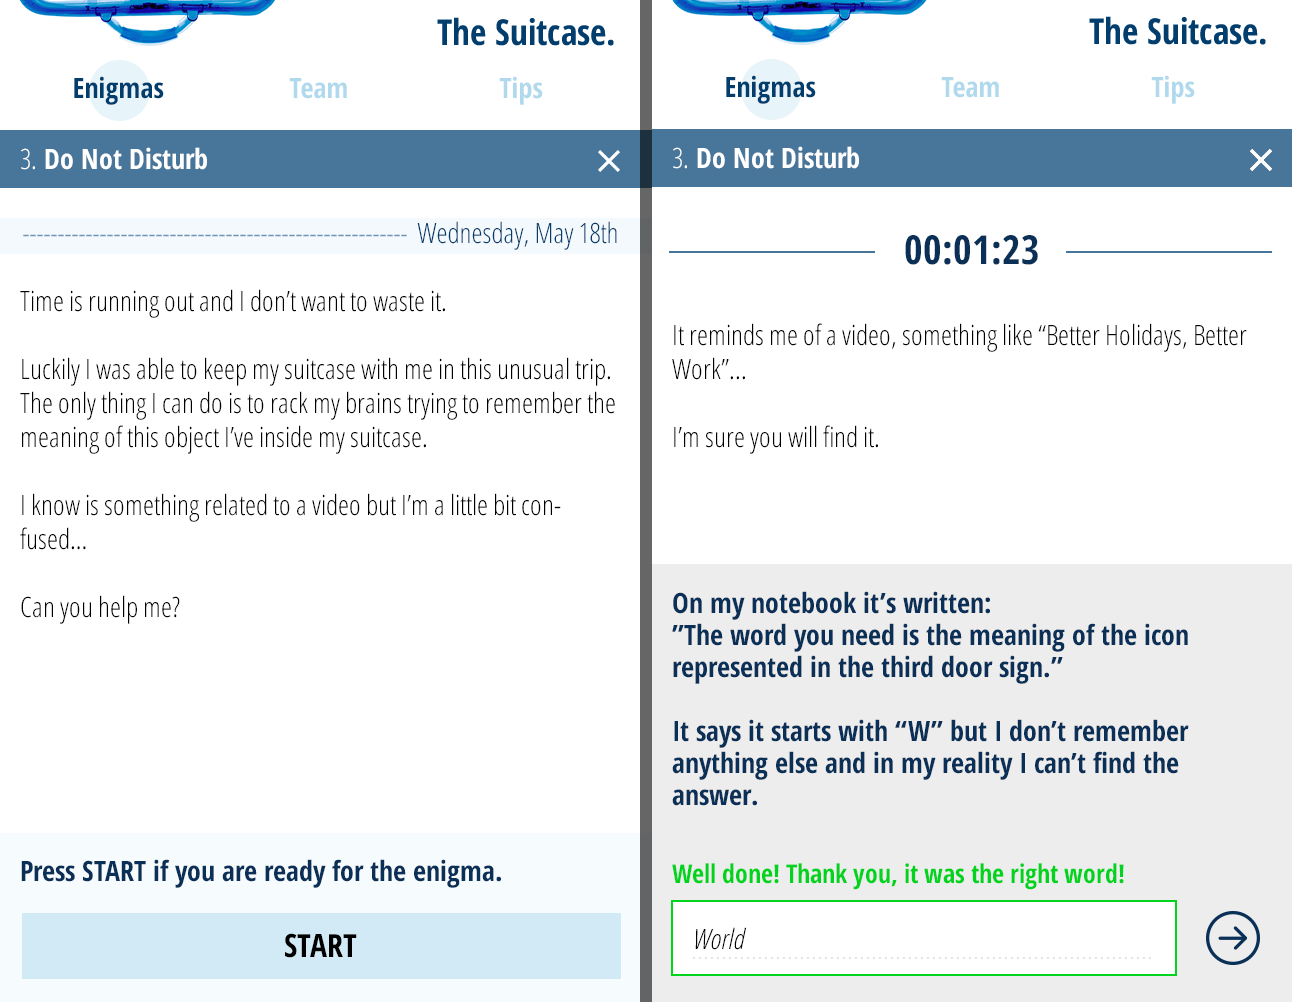 The Suitcase.
Enigmas Team Tips
3. Do Not Disturb
Wednesday, May 18th
Time is running out and I don’t want to waste it.
Luckily I was able to keep my suitcase with me in this unusual trip.
The only thing I can do is to rack my brains trying to remember the
meaning of this object I’ve inside my suitcase.
I know is something related to a video but I’m a little bit con-
fused...
Can you help me?
Press START if you are ready for the enigma.
START
The Suitcase.
Enigmas Team Tips
3. Do Not Disturb
00:01:23
It reminds me of a video, something like “Better Holidays, Better
Work”...
I’m sure you will find it.
On my notebook it’s written:
”The word you need is the meaning of the icon
represented in the third door sign.”
It says it starts with “W” but I don’t remember
anything else and in my reality I can’t find the
answer.
Well done! Thank you, it was the right word!
World